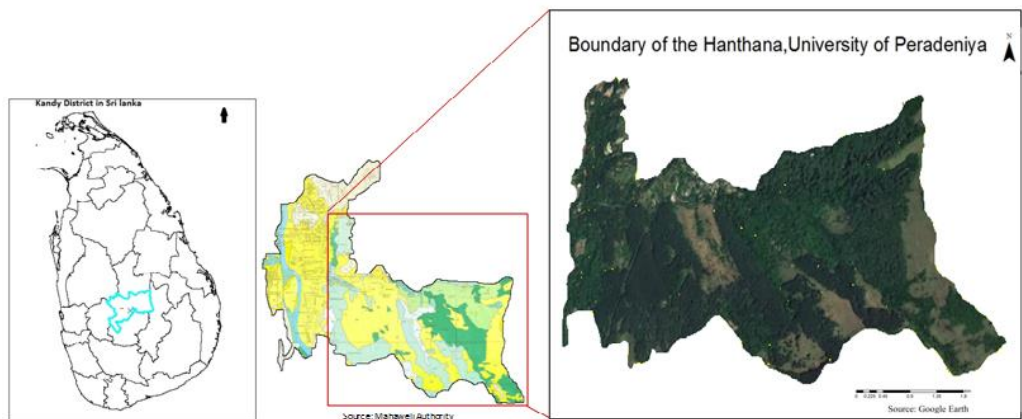 Kandy District in Sri lanka
Source: Mahaweli Authority
Boundary of the Hanthana,University of Peradeniya
N
Source: Google Earth